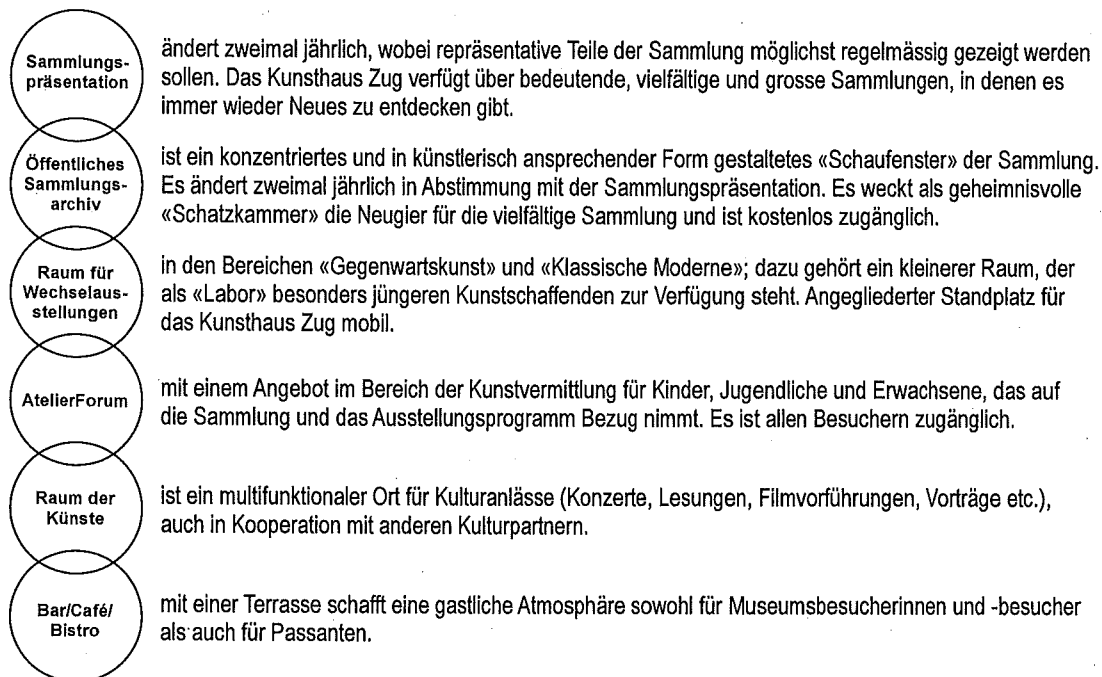 Sammlungs-
präsentation
ändert zweimal jährlich, wobei repräsentative Teile der Sammlung möglichst regelmässig gezeigt werden
sollen. Das Kunsthaus Zug verfügt über bedeutende, vielfältige und grosse Sammlungen, in denen es
immer wieder Neues zu entdecken gibt.
Öffentliches
Sammlungs-
archiv
ist ein konzentriertes und in künstlerisch ansprechender Form gestaltetes «Schaufenster» der Sammlung.
Es ändert zweimal jährlich in Abstimmung mit der Sammlungspräsentation. Es weckt als geheimnisvolle
«Schatzkammer» die Neugier für die vielfältige Sammlung und ist kostenlos zugänglich.
Raum für
Wechselaus-
stellungen
in den Bereichen «Gegenwartskunst» und «Klassische Moderne»; dazu gehört ein kleinerer Raum, der
als «Labor» besonders jüngeren Kunstschaffenden zur Verfügung steht. Angegliederter Standplatz für
das Kunsthaus Zug mobil.
AtelierForum
mit einem Angebot im Bereich der Kunstvermittlung für Kinder, Jugendliche und Erwachsene, das auf
die Sammlung und das Ausstellungsprogramm Bezug nimmt. Es ist allen Besuchern zugänglich.
Raum der
Künste
ist ein multifunktionaler Ort für Kulturanlässe (Konzerte, Lesungen, Filmvorführungen, Vorträge etc.),
auch in Kooperation mit anderen Kulturpartnern.
Bar/Café/
Bistro
mit einer Terrasse schafft eine gastliche Atmosphäre sowohl für Museumsbesucherinnen und -besucher
als auch für Passanten.